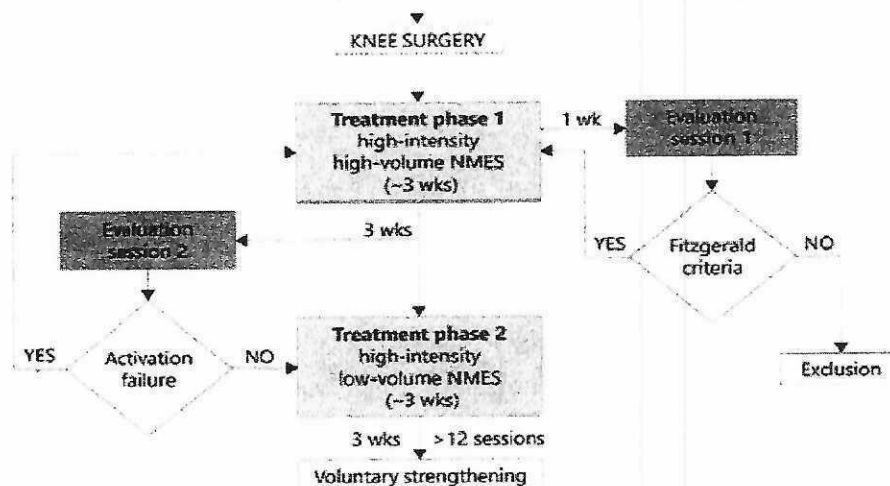 KNEE SURGERY
Treatment phase 1
high-intensity
high-volume NMES
(~3 wks)
1 wk
Evaluation
session 1
YES
Fitzgerald
criteria
NO
Exclusion
3 wks
Evaluation
session 2
YES
Activation
failure
NO
Treatment phase 2
high-intensity
low-volume NMES
(~3 wks)
3 wks >12 sessions
Voluntary strengthening